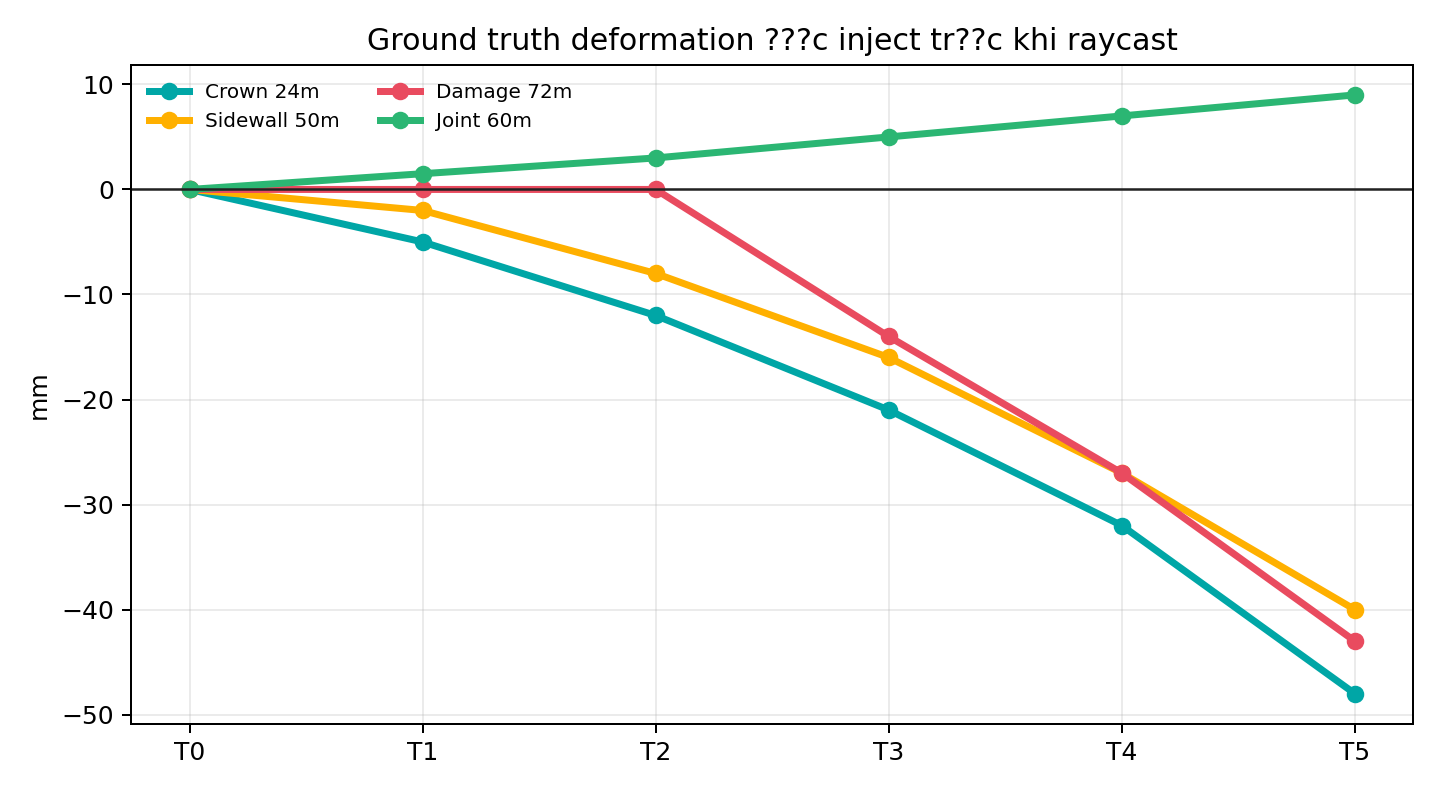 Ground truth deformation ???c inject tr??c khi raycast
Crown 24m
Sidewall 50m
Damage 72m
Joint 60m
mm
10
0
−10
−20
−30
−40
−50
T0 T1 T2 T3 T4 T5